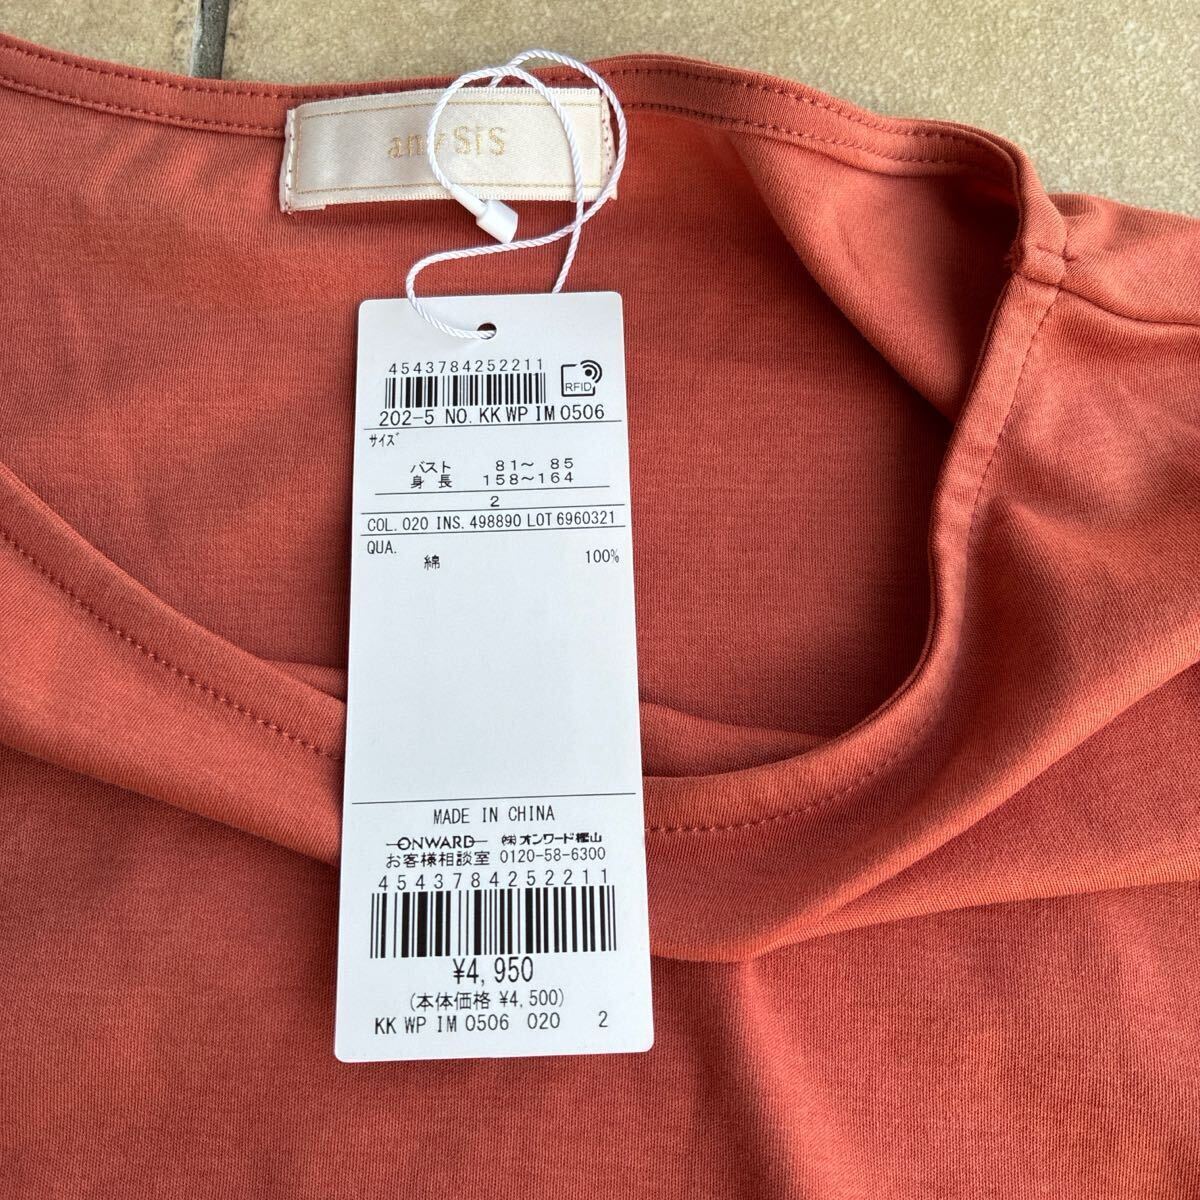 any SiS
4543784252211
RFID
202-5 NO. KK WP IM 0506
サイズ
バスト 81～ 85
身長 158～164
2
COL. 020 INS. 498890 LOT 6960321
QUA.
綿 100%
MADE IN CHINA
ONWARD ㈱オンワード樫山
お客様相談室 0120-58-6300
4543784252211
¥4,950
(本体価格 ¥4,500)
KK WP IM 0506 020 2